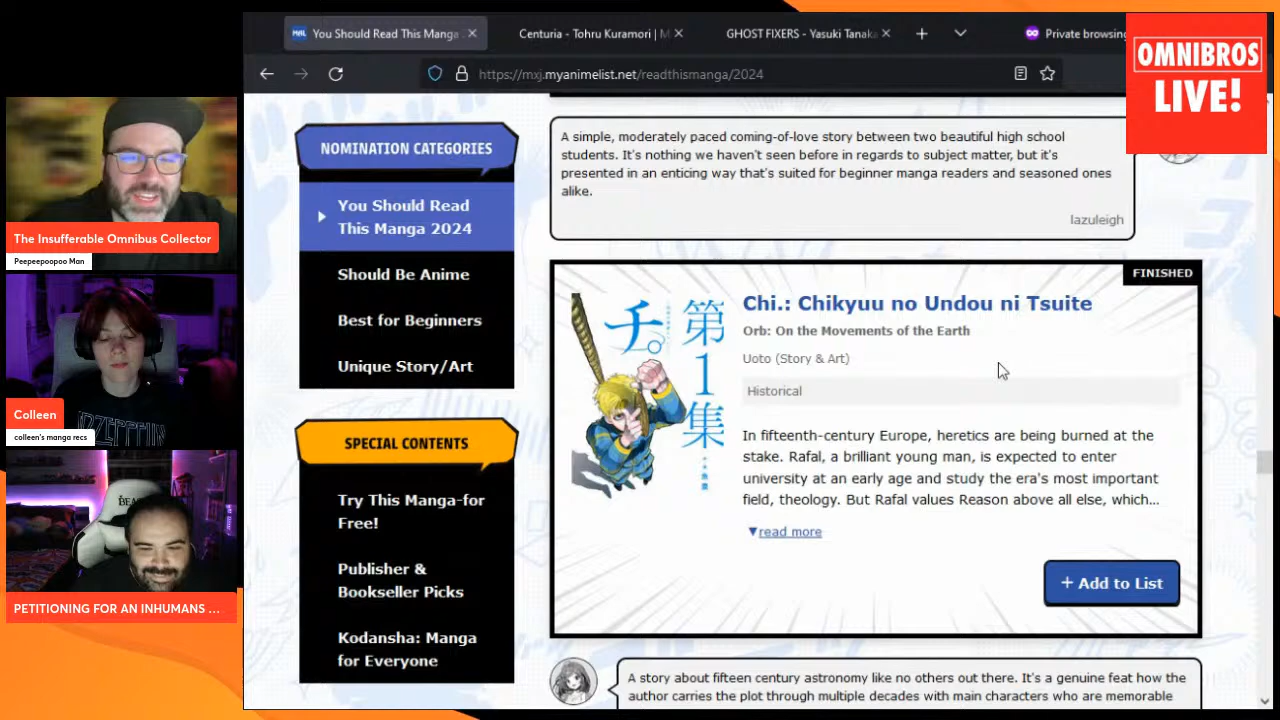 You Should Read This Manga
Centuria - Tohru Kuramori | M
GHOST FIXERS - Yasuki Tanaka
Private browsing
https://mxj.myanimelist.net/readthismanga/2024
OMNIBROS
LIVE!
The Insufferable Omnibus Collector
Peepeepoopoo Man
Colleen
colleen's manga recs
PETITIONING FOR AN INHUMANS ...
NOMINATION CATEGORIES
You Should Read
This Manga 2024
Should Be Anime
Best for Beginners
Unique Story/Art
SPECIAL CONTENTS
Try This Manga-for
Free!
Publisher &
Bookseller Picks
Kodansha: Manga
for Everyone
A simple, moderately paced coming-of-love story between two beautiful high school
students. It's nothing we haven't seen before in regards to subject matter, but it's
presented in an enticing way that's suited for beginner manga readers and seasoned ones
alike.
lazuleigh
FINISHED
チ。
第1集
Chi.: Chikyuu no Undou ni Tsuite
Orb: On the Movements of the Earth
Uoto (Story & Art)
Historical
In fifteenth-century Europe, heretics are being burned at the
stake. Rafal, a brilliant young man, is expected to enter
university at an early age and study the era's most important
field, theology. But Rafal values Reason above all else, which...
▼read more
+ Add to List
A story about fifteen century astronomy like no others out there. It's a genuine feat how the
author carries the plot through multiple decades with main characters who are memorable